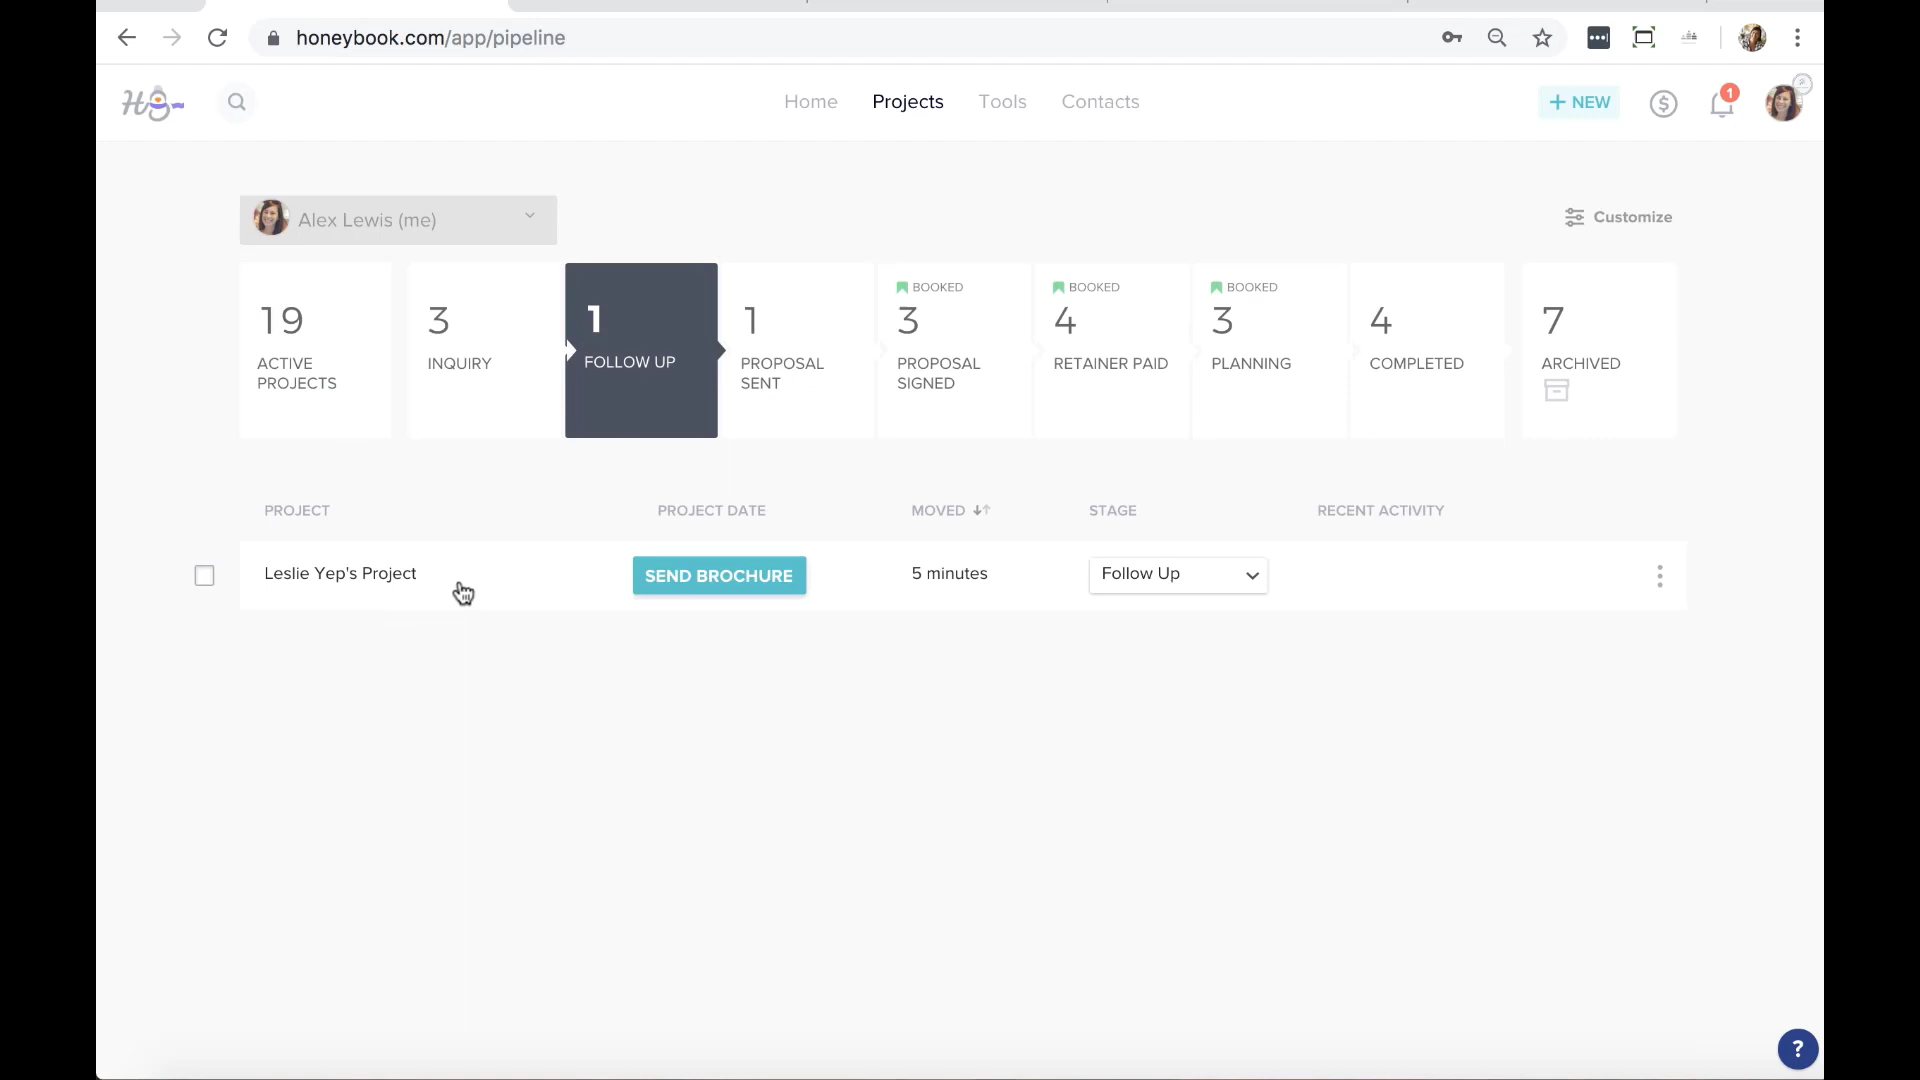 honeybook.com/app/pipeline
Home Projects Tools Contacts
+ NEW
1
Alex Lewis (me)
Customize
BOOKED BOOKED BOOKED
19 3 1 1 3 4 3 4 7
ACTIVE PROJECTS
INQUIRY
FOLLOW UP
PROPOSAL SENT
PROPOSAL SIGNED
RETAINER PAID
PLANNING
COMPLETED
ARCHIVED
PROJECT PROJECT DATE MOVED STAGE RECENT ACTIVITY
Leslie Yep's Project SEND BROCHURE 5 minutes Follow Up
?